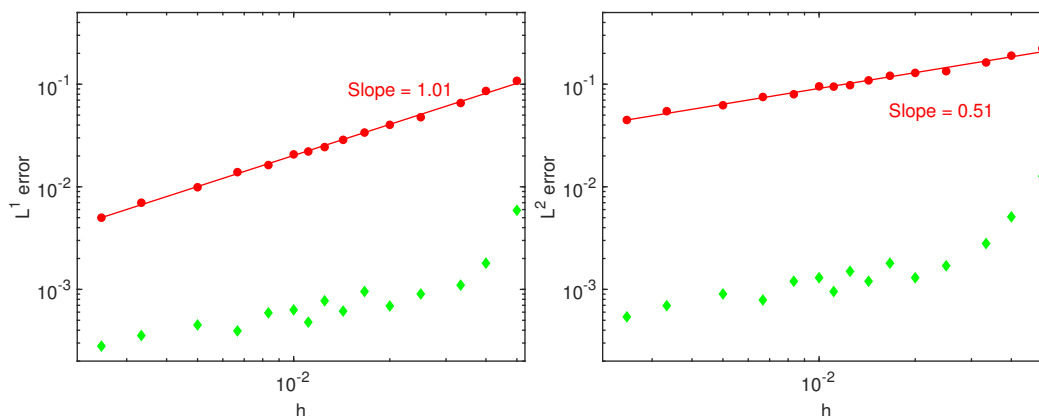 10^-1
10^-2
10^-3
L^1 error
Slope = 1.01
10^-2
h
10^-1
10^-2
10^-3
L^2 error
Slope = 0.51
10^-2
h